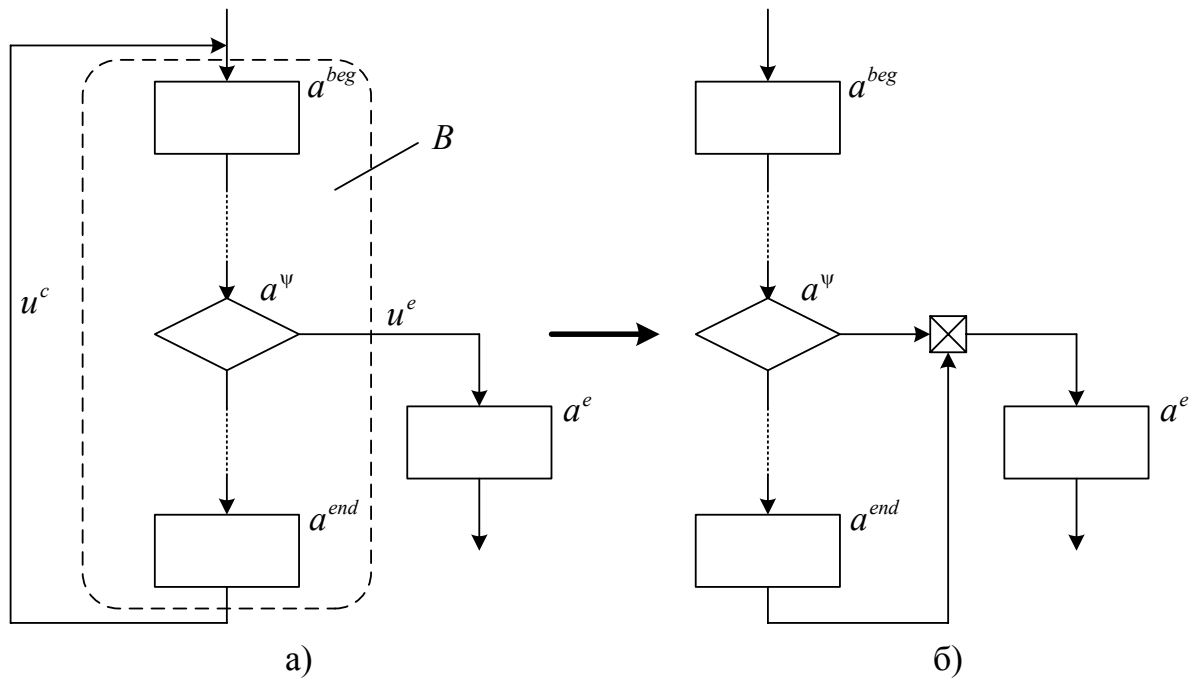 a^{beg}
a^{beg}
B
a^ψ
a^ψ
u^c
u^e
a^e
a^e
a^{end}
a^{end}
а)
б)